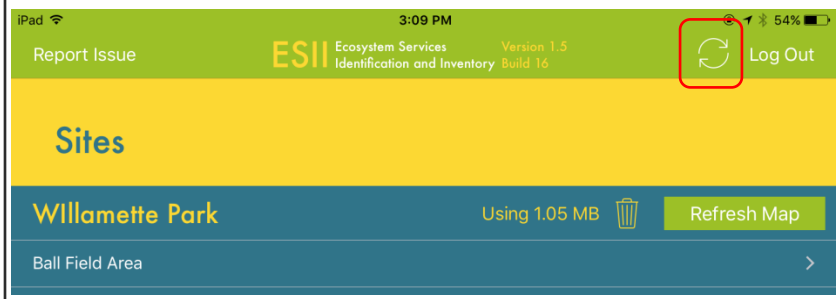 iPad 3:09 PM 54%
Report Issue ESII Ecosystem Services Identification and Inventory Version 1.5 Build 16 Log Out
Sites
WIllamette Park Using 1.05 MB Refresh Map
Ball Field Area